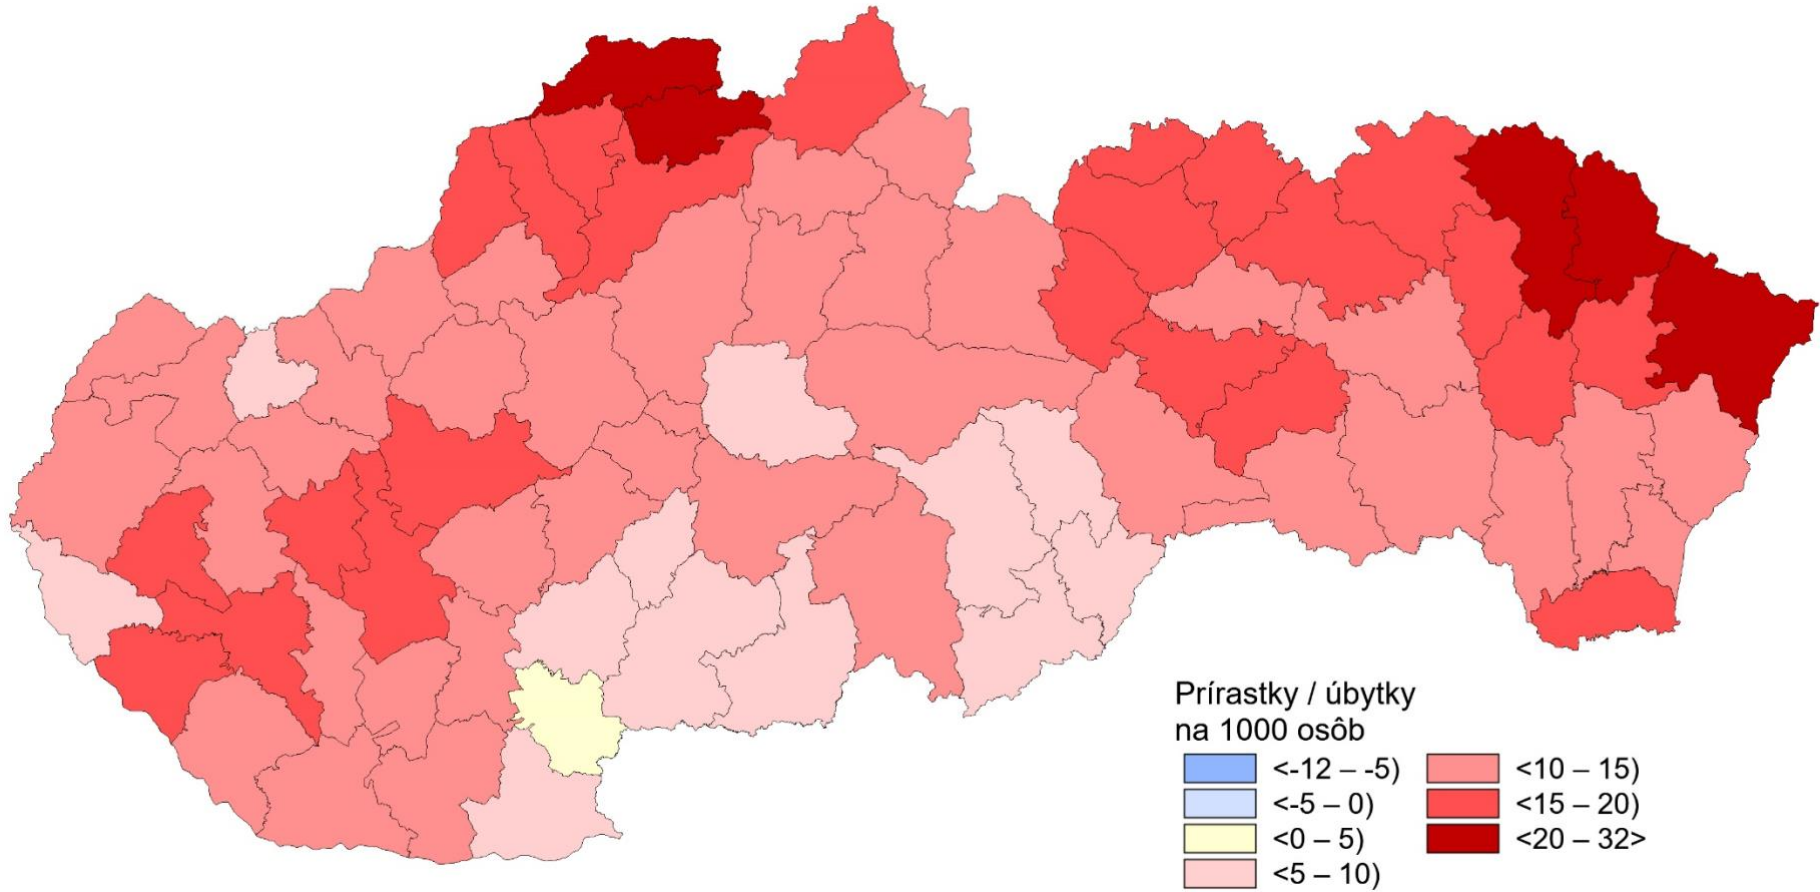 Prírastky / úbytky
na 1000 osôb
<-12 – -5)
<-5 – 0)
<0 – 5)
<5 – 10)
<10 – 15)
<15 – 20)
<20 – 32>